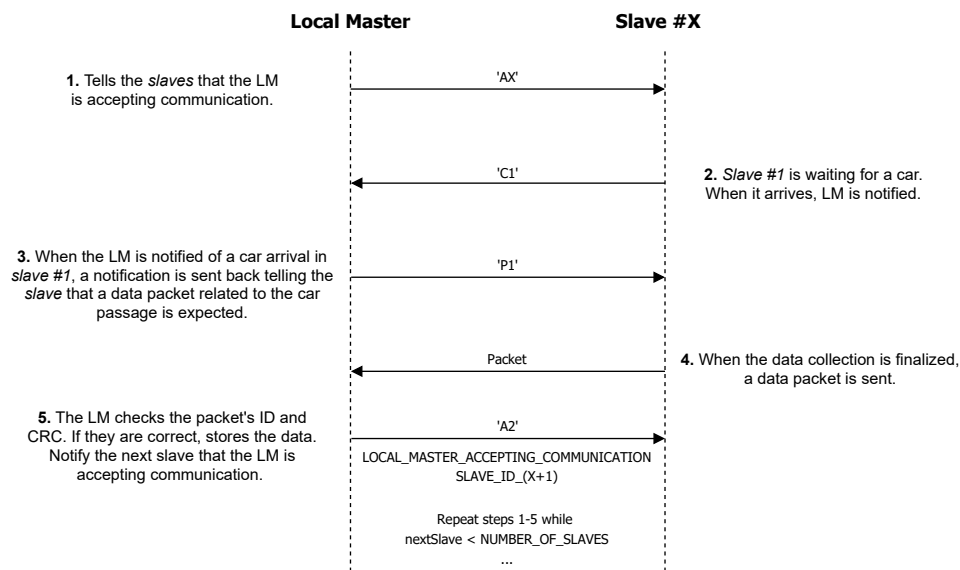 Local Master
Slave #X
1. Tells the slaves that the LM
is accepting communication.
'AX'
'C1'
2. Slave #1 is waiting for a car.
When it arrives, LM is notified.
3. When the LM is notified of a car arrival in
slave #1, a notification is sent back telling the
slave that a data packet related to the car
passage is expected.
'P1'
Packet
4. When the data collection is finalized,
a data packet is sent.
5. The LM checks the packet's ID and
CRC. If they are correct, stores the data.
Notify the next slave that the LM is
accepting communication.
'A2'
LOCAL_MASTER_ACCEPTING_COMMUNICATION
SLAVE_ID_(X+1)
Repeat steps 1-5 while
nextSlave < NUMBER_OF_SLAVES
...